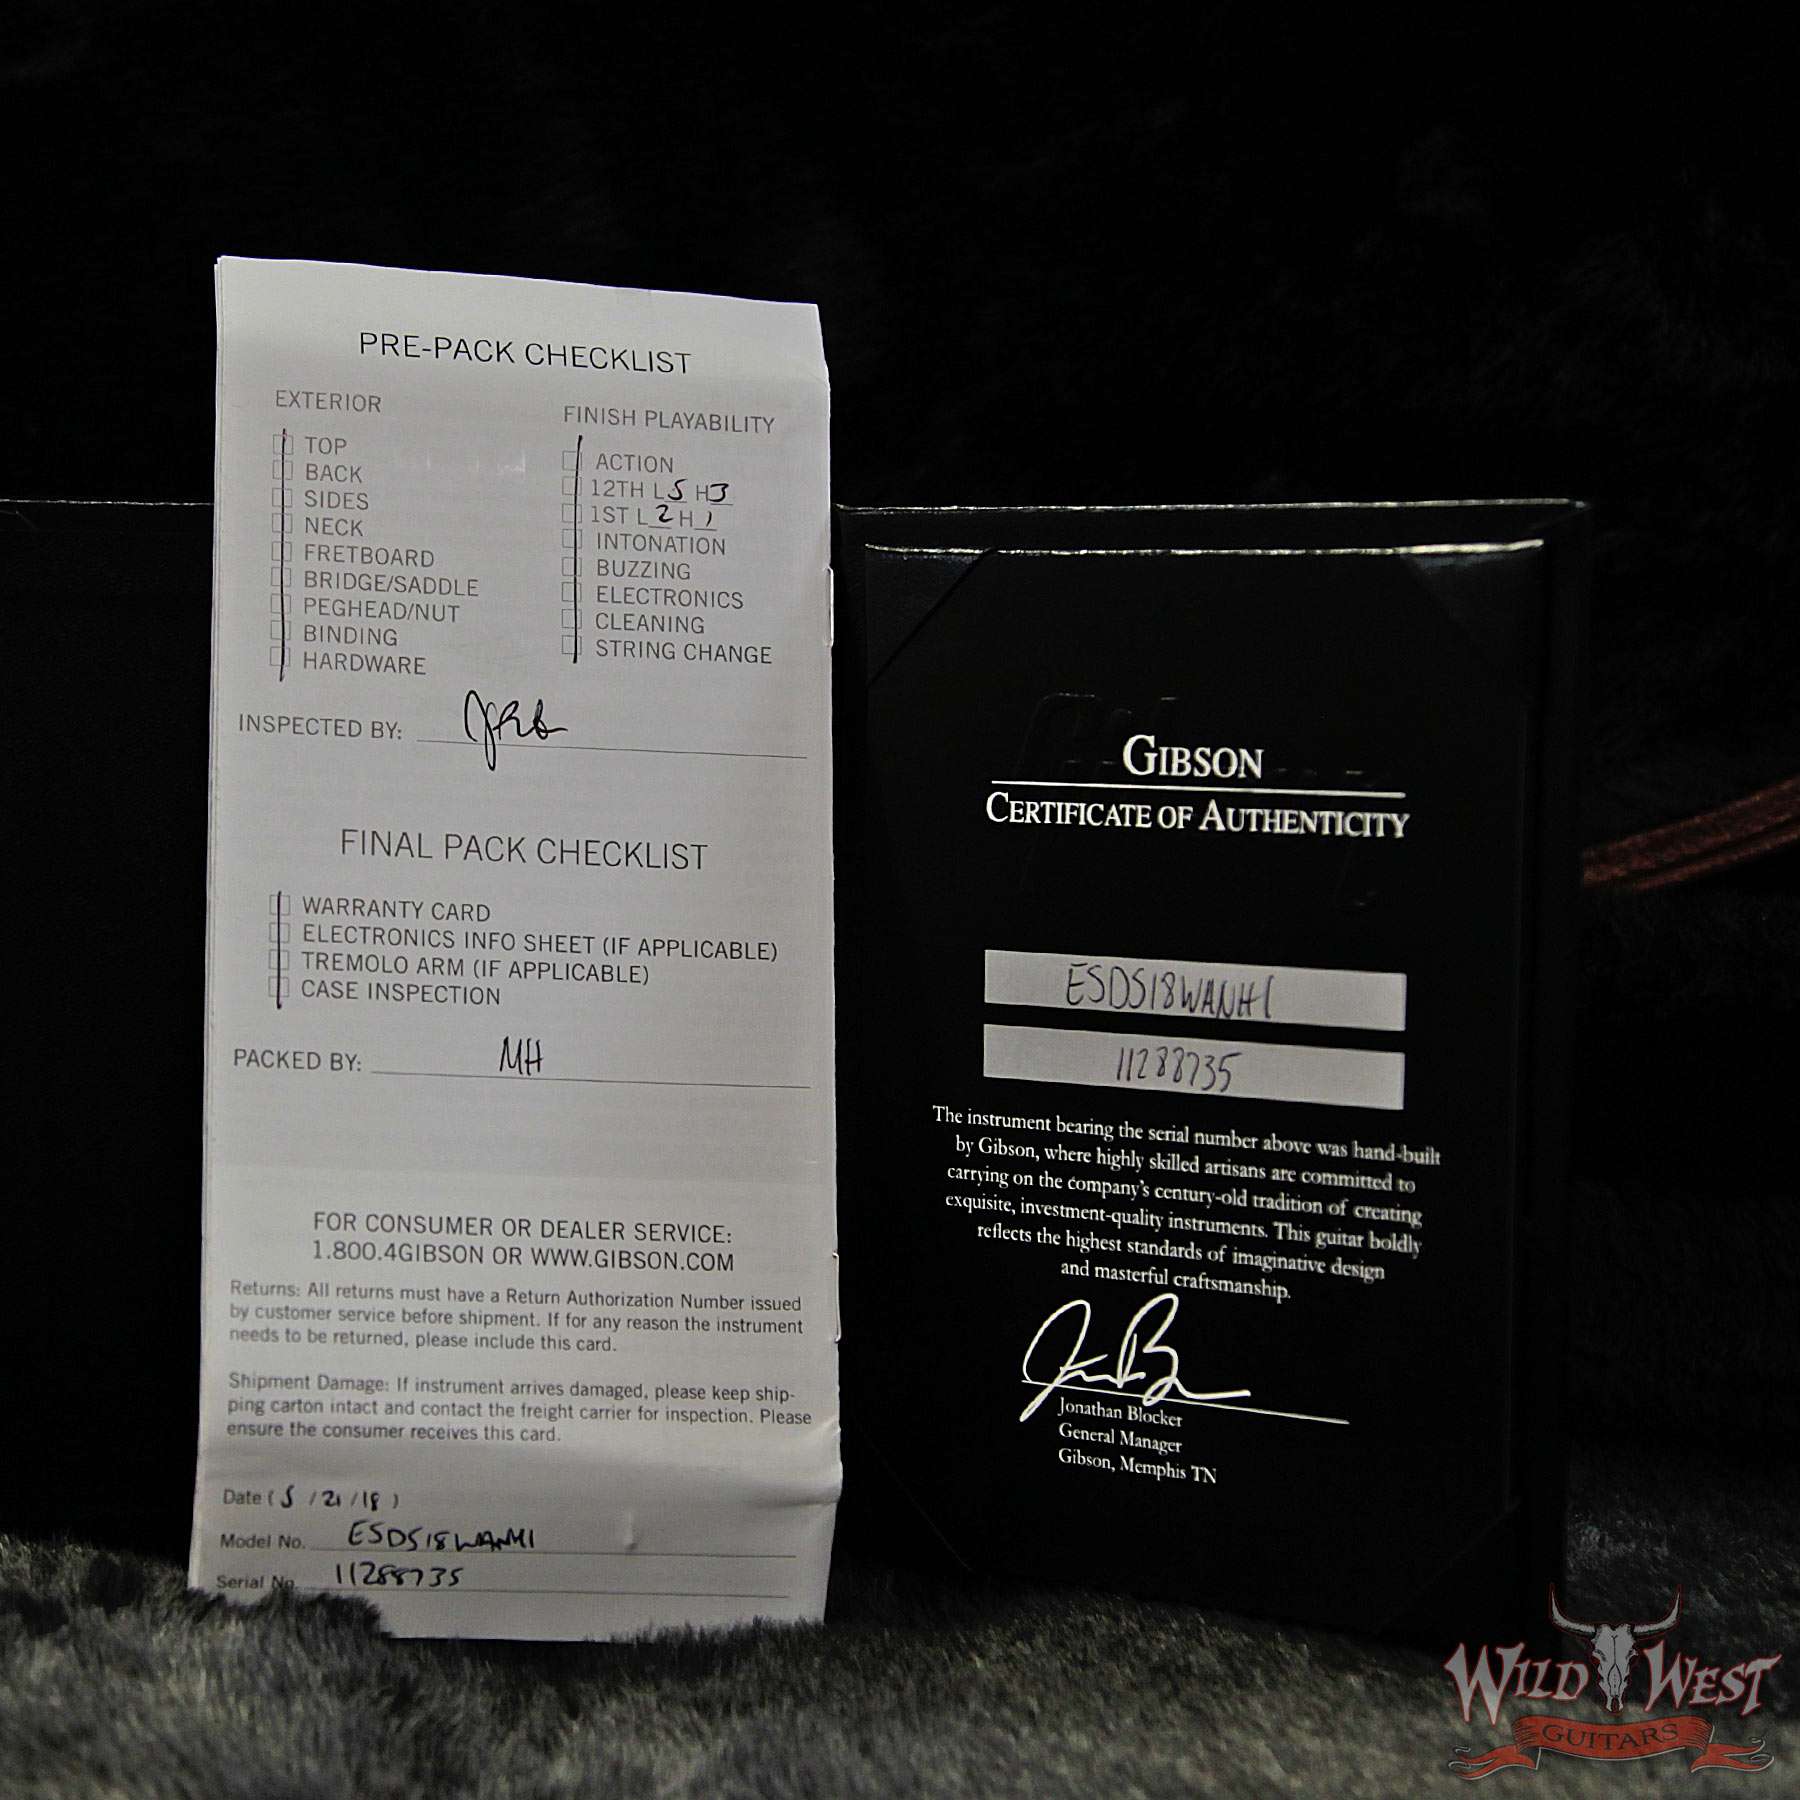 PRE-PACK CHECKLIST
EXTERIOR
TOP
BACK
SIDES
NECK
FRETBOARD
BRIDGE/SADDLE
PEGHEAD/NUT
BINDING
HARDWARE
FINISH PLAYABILITY
ACTION
12TH L 5 H 3
1ST L 2 H 1
INTONATION
BUZZING
ELECTRONICS
CLEANING
STRING CHANGE
INSPECTED BY:
FINAL PACK CHECKLIST
WARRANTY CARD
ELECTRONICS INFO SHEET (IF APPLICABLE)
TREMOLO ARM (IF APPLICABLE)
CASE INSPECTION
PACKED BY: MH
FOR CONSUMER OR DEALER SERVICE:
1.800.4GIBSON OR WWW.GIBSON.COM
Returns: All returns must have a Return Authorization Number issued
by customer service before shipment. If for any reason the instrument
needs to be returned, please include this card.
Shipment Damage: If instrument arrives damaged, please keep ship-
ping carton intact and contact the freight carrier for inspection. Please
ensure the consumer receives this card.
Date ( 5 / 21 / 18 )
Model No. ESDS18WANH1
Serial No. 11288735
GIBSON
CERTIFICATE OF AUTHENTICITY
ESDS18WANH1
11288735
The instrument bearing the serial number above was hand-built
by Gibson, where highly skilled artisans are committed to
carrying on the company's century-old tradition of creating
exquisite, investment-quality instruments. This guitar boldly
reflects the highest standards of imaginative design
and masterful craftsmanship.
Jonathan Blocker
General Manager
Gibson, Memphis TN
WILD WEST
GUITARS